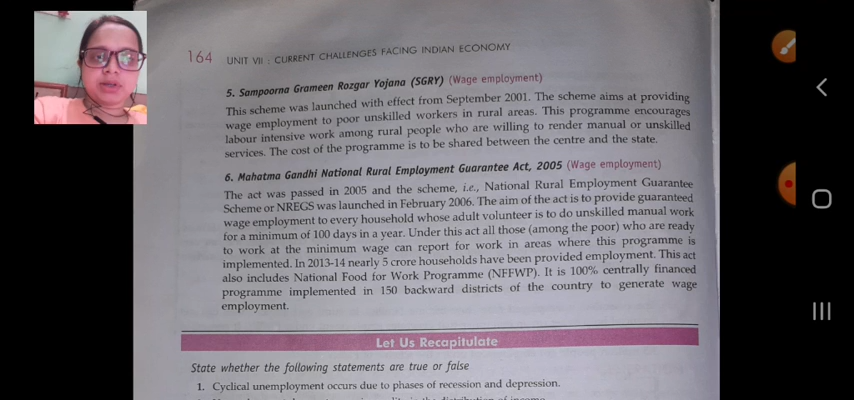 164 UNIT VII : CURRENT CHALLENGES FACING INDIAN ECONOMY
5. Sampoorna Grameen Rozgar Yojana (SGRY) (Wage employment)
This scheme was launched with effect from September 2001. The scheme aims at providing
wage employment to poor unskilled workers in rural areas. This programme encourages
labour intensive work among rural people who are willing to render manual or unskilled
services. The cost of the programme is to be shared between the centre and the state.
6. Mahatma Gandhi National Rural Employment Guarantee Act, 2005 (Wage employment)
The act was passed in 2005 and the scheme, i.e., National Rural Employment Guarantee
Scheme or NREGS was launched in February 2006. The aim of the act is to provide guaranteed
wage employment to every household whose adult volunteer is to do unskilled manual work
for a minimum of 100 days in a year. Under this act all those (among the poor) who are ready
to work at the minimum wage can report for work in areas where this programme is
implemented. In 2013-14 nearly 5 crore households have been provided employment. This act
also includes National Food for Work Programme (NFFWP). It is 100% centrally financed
programme implemented in 150 backward districts of the country to generate wage
employment.
Let Us Recapitulate
State whether the following statements are true or false
1. Cyclical unemployment occurs due to phases of recession and depression.